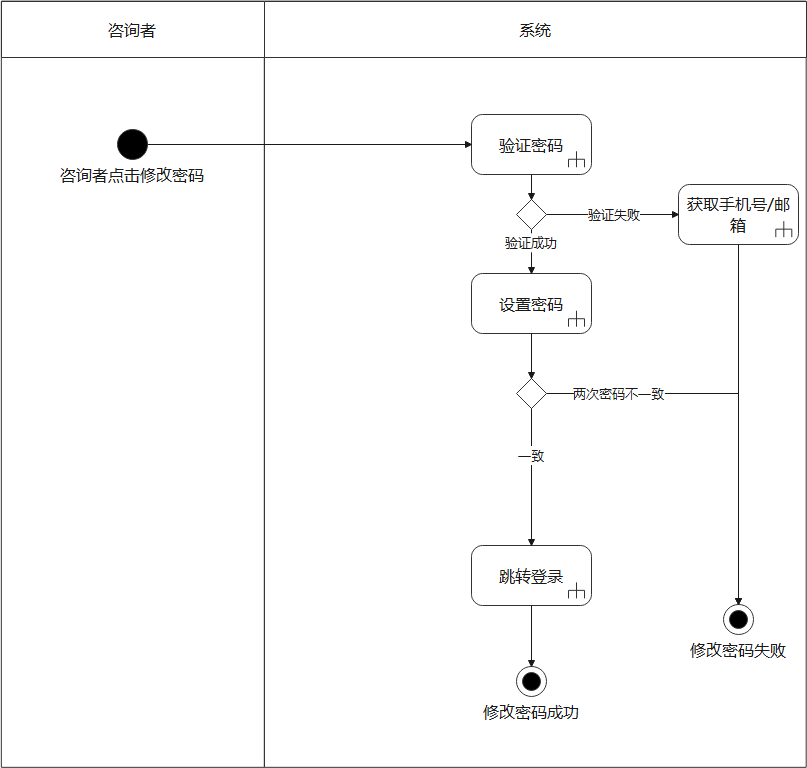 咨询者
系统
咨询者点击修改密码
验证密码
验证失败
获取手机号/邮
箱
验证成功
设置密码
两次密码不一致
一致
跳转登录
修改密码失败
修改密码成功